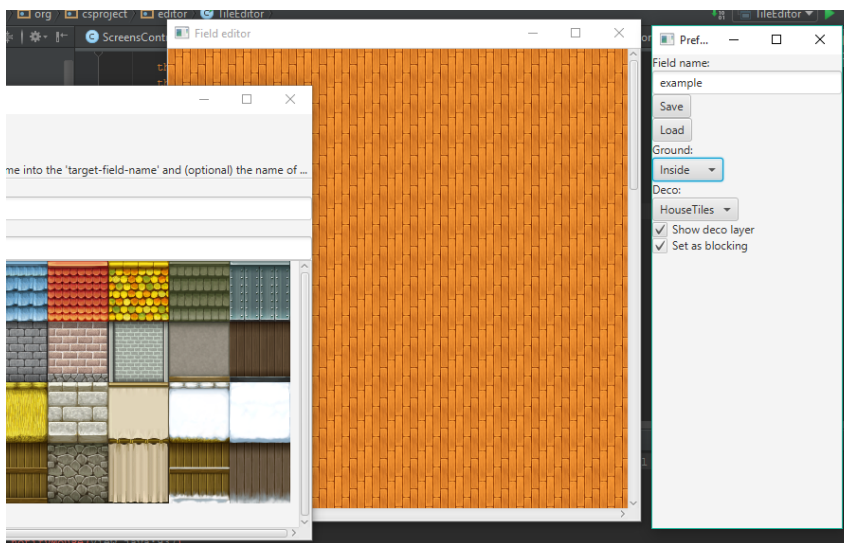 org csproject editor TileEditor
TileEditor
ScreensCont
Field editor
Pref...
Field name:
example
Save
Load
Ground:
Inside
Deco:
HouseTiles
Show deco layer
Set as blocking
me into the 'target-field-name' and (optional) the name of ...